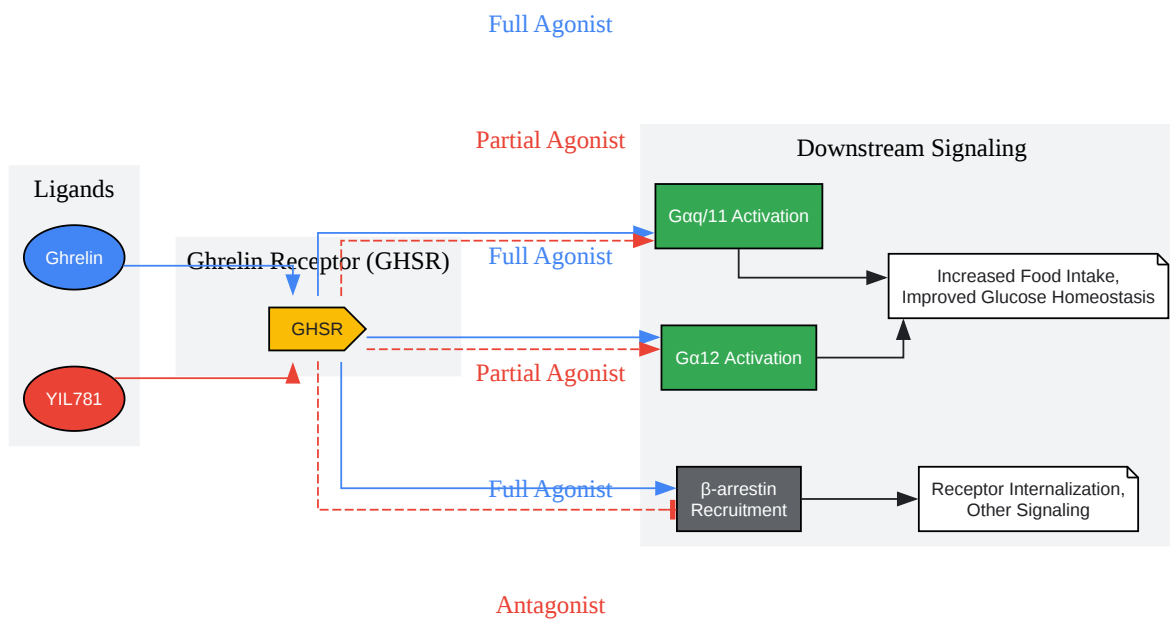 Full Agonist
Partial Agonist
Downstream Signaling
Ligands
Gαq/11 Activation
Ghrelin
Ghrelin Receptor (GHSR)
Full Agonist
Increased Food Intake,
Improved Glucose Homeostasis
GHSR
Gα12 Activation
Partial Agonist
YIL781
Full Agonist
β-arrestin
Recruitment
Receptor Internalization,
Other Signaling
Antagonist